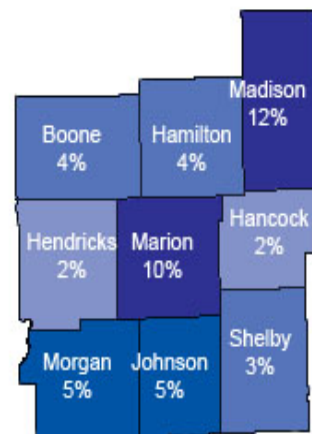 Madison
12%
Boone
4%
Hamilton
4%
Hendricks
2%
Marion
10%
Hancock
2%
Morgan
5%
Johnson
5%
Shelby
3%